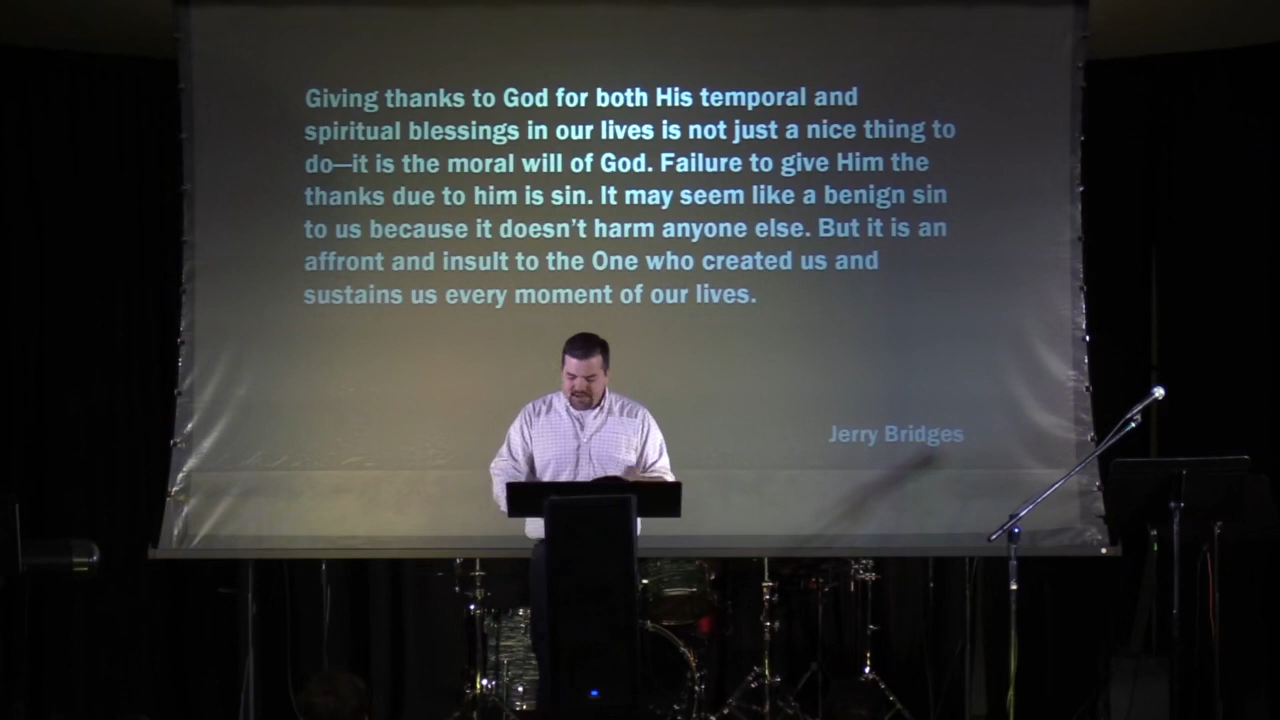 Giving thanks to God for both His temporal and
spiritual blessings in our lives is not just a nice thing to
do—it is the moral will of God. Failure to give Him the
thanks due to him is sin. It may seem like a benign sin
to us because it doesn't harm anyone else. But it is an
affront and insult to the One who created us and
sustains us every moment of our lives.
Jerry Bridges